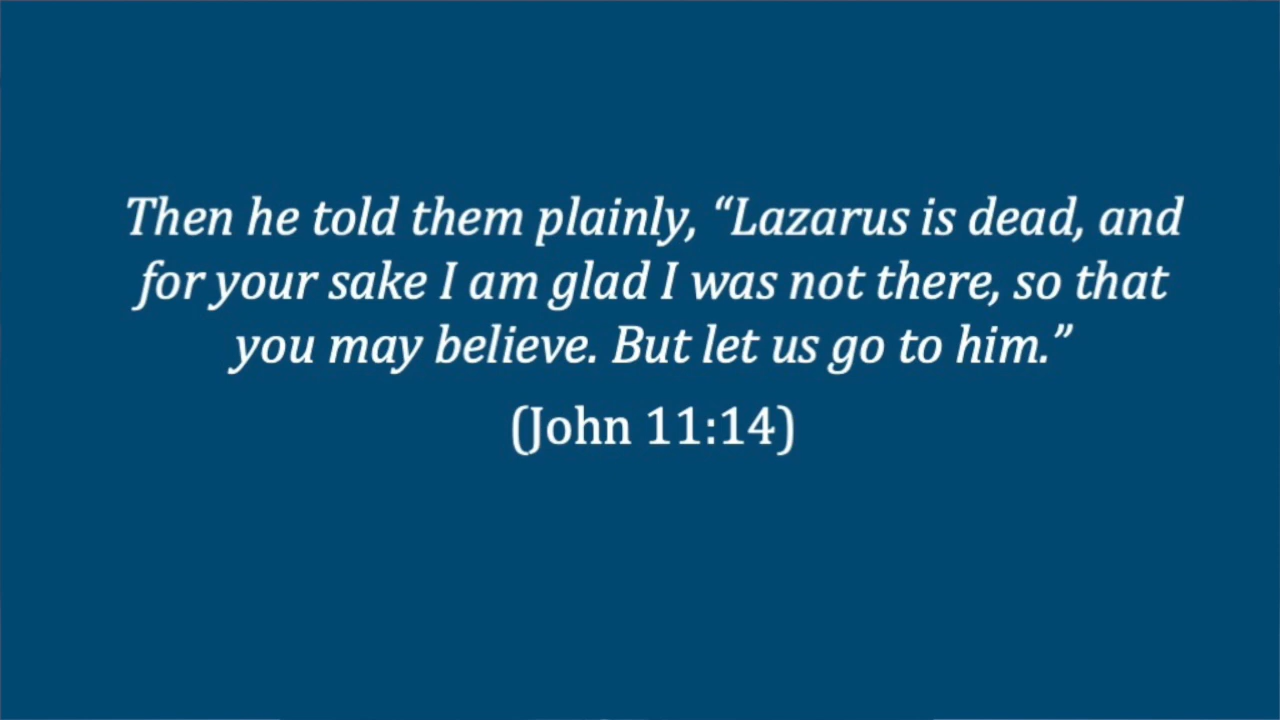 Then he told them plainly, “Lazarus is dead, and
for your sake I am glad I was not there, so that
you may believe. But let us go to him.”
(John 11:14)